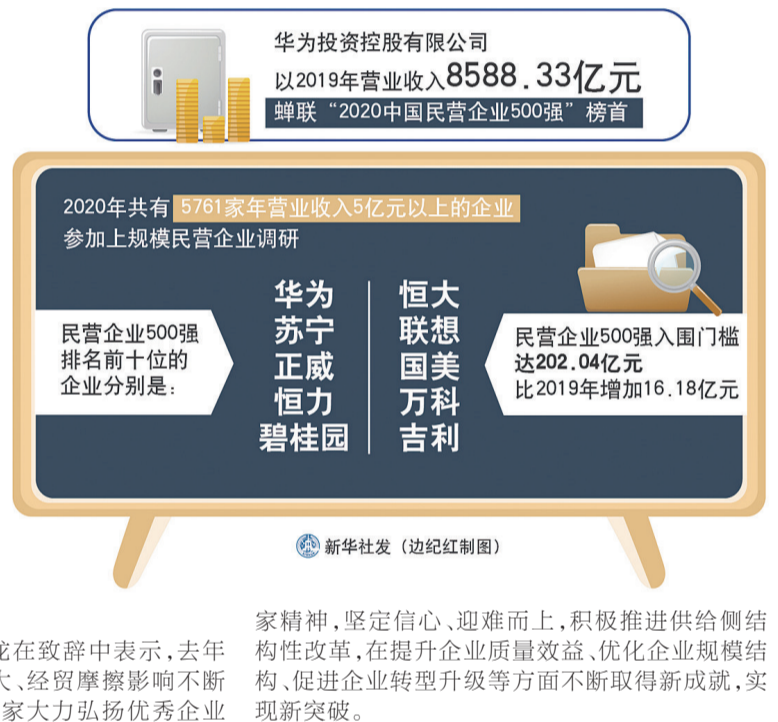 华为投资控股有限公司
以2019年营业收入8588.33亿元
蝉联“2020中国民营企业500强”榜首
2020年共有 5761家年营业收入5亿元以上的企业
参加上规模民营企业调研
民营企业500强
排名前十位的
企业分别是：
华为
苏宁
正威
恒力
碧桂园
恒大
联想
国美
万科
吉利
民营企业500强入围门槛
达202.04亿元
比2019年增加16.18亿元
新华社发（边纪红制图）
在致辞中表示，去年
大、经贸摩擦影响不断
家大力弘扬优秀企业
家精神，坚定信心、迎难而上，积极推进供给侧结
构性改革，在提升企业质量效益、优化企业规模结
构、促进企业转型升级等方面不断取得新成就，实
现新突破。